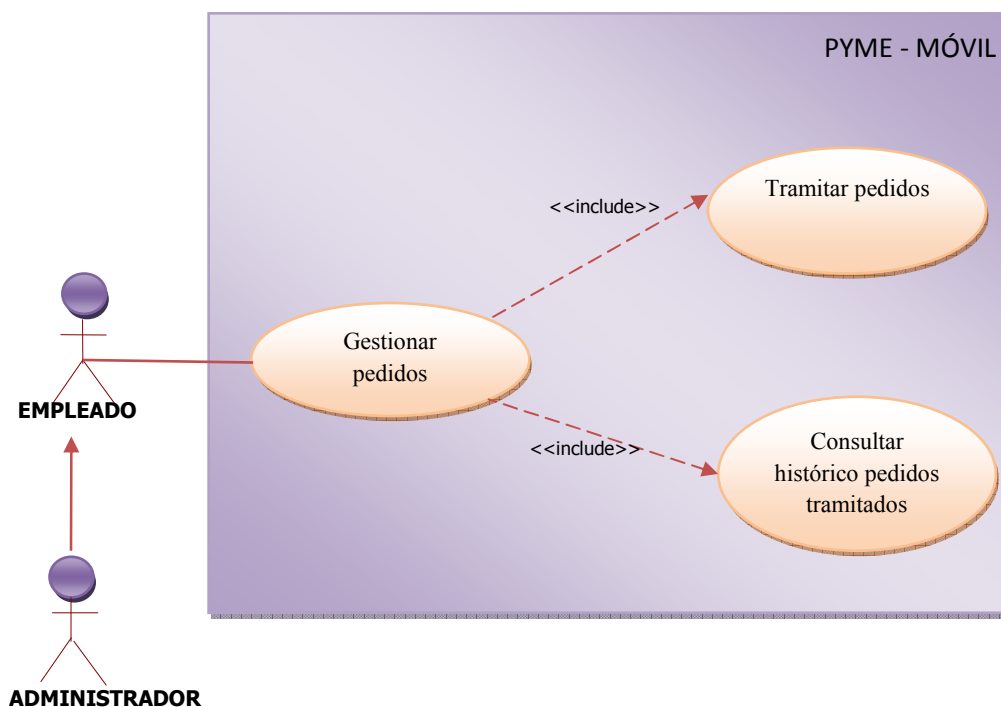 PYME - MÓVIL
Tramitar pedidos
<<include>>
Gestionar
pedidos
EMPLEADO
<<include>>
Consultar
histórico pedidos
tramitados
ADMINISTRADOR